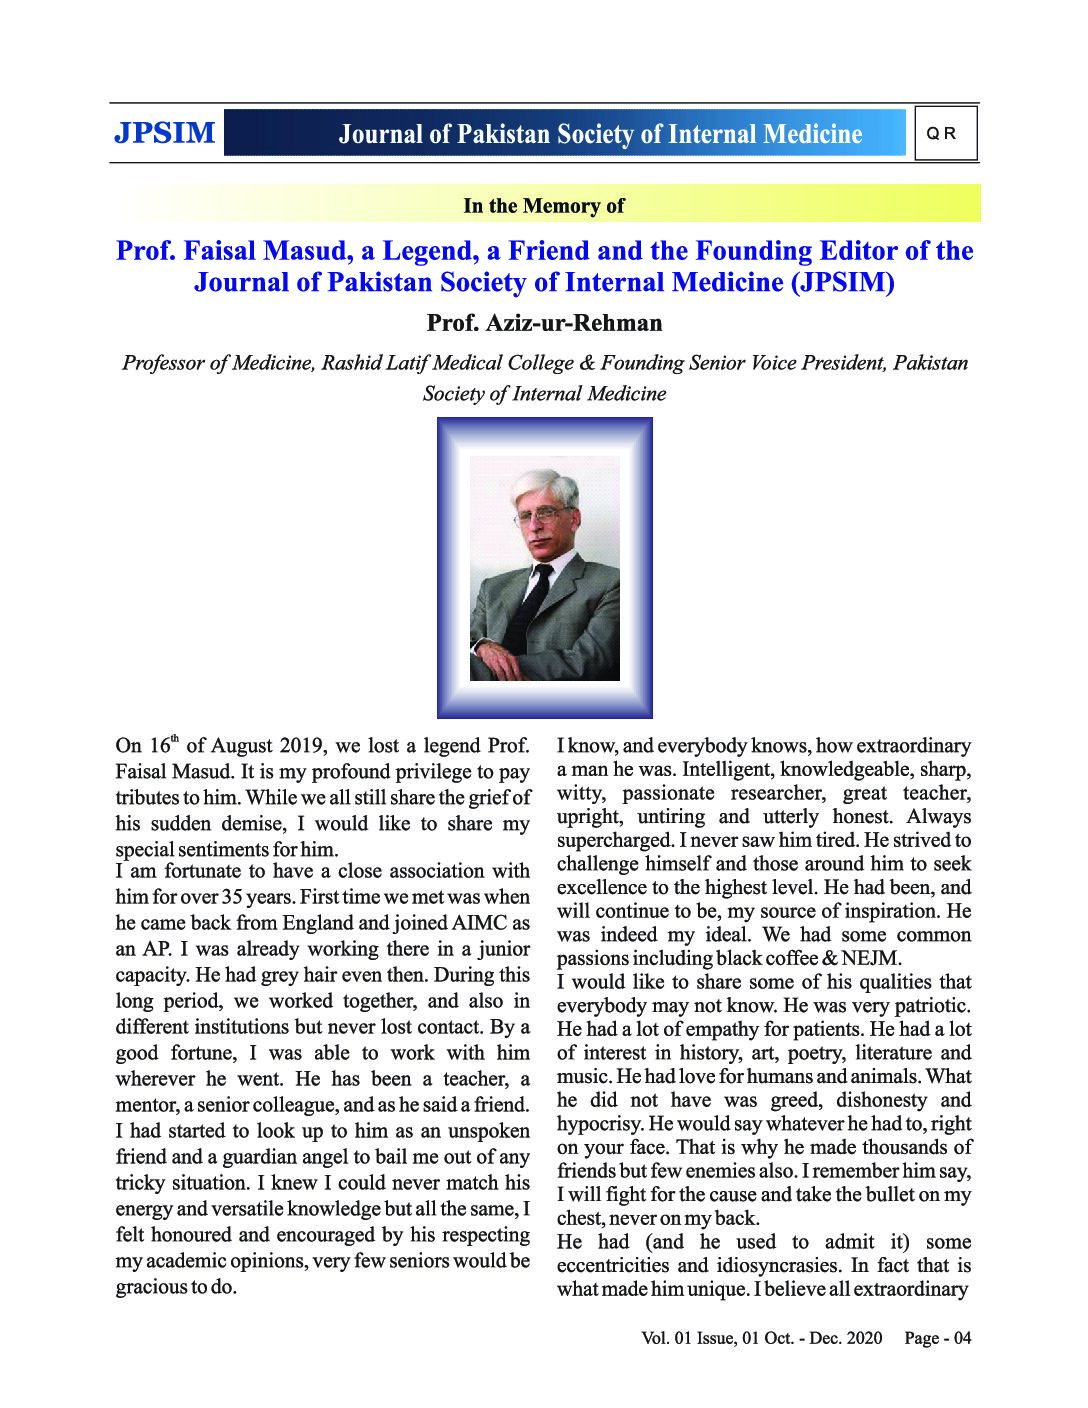 JPSIM
Journal of Pakistan Society of Internal Medicine
QR
In the Memory of
Prof. Faisal Masud, a Legend, a Friend and the Founding Editor of the
Journal of Pakistan Society of Internal Medicine (JPSIM)
Prof. Aziz-ur-Rehman
Professor of Medicine, Rashid Latif Medical College & Founding Senior Voice President, Pakistan
Society of Internal Medicine
On 16th of August 2019, we lost a legend Prof.
Faisal Masud. It is my profound privilege to pay
tributes to him. While we all still share the grief of
his sudden demise, I would like to share my
special sentiments for him.
I am fortunate to have a close association with
him for over 35 years. First time we met was when
he came back from England and joined AIMC as
an AP. I was already working there in a junior
capacity. He had grey hair even then. During this
long period, we worked together, and also in
different institutions but never lost contact. By a
good fortune, I was able to work with him
wherever he went. He has been a teacher, a
mentor, a senior colleague, and as he said a friend.
I had started to look up to him as an unspoken
friend and a guardian angel to bail me out of any
tricky situation. I knew I could never match his
energy and versatile knowledge but all the same, I
felt honoured and encouraged by his respecting
my academic opinions, very few seniors would be
gracious to do.
I know, and everybody knows, how extraordinary
a man he was. Intelligent, knowledgeable, sharp,
witty, passionate researcher, great teacher,
upright, untiring and utterly honest. Always
supercharged. I never saw him tired. He strived to
challenge himself and those around him to seek
excellence to the highest level. He had been, and
will continue to be, my source of inspiration. He
was indeed my ideal. We had some common
passions including black coffee & NEJM.
I would like to share some of his qualities that
everybody may not know. He was very patriotic.
He had a lot of empathy for patients. He had a lot
of interest in history, art, poetry, literature and
music. He had love for humans and animals. What
he did not have was greed, dishonesty and
hypocrisy. He would say whatever he had to, right
on your face. That is why he made thousands of
friends but few enemies also. I remember him say,
I will fight for the cause and take the bullet on my
chest, never on my back.
He had (and he used to admit it) some
eccentricities and idiosyncrasies. In fact that is
what made him unique. I believe all extraordinary
Vol. 01 Issue, 01 Oct. - Dec. 2020 Page - 04